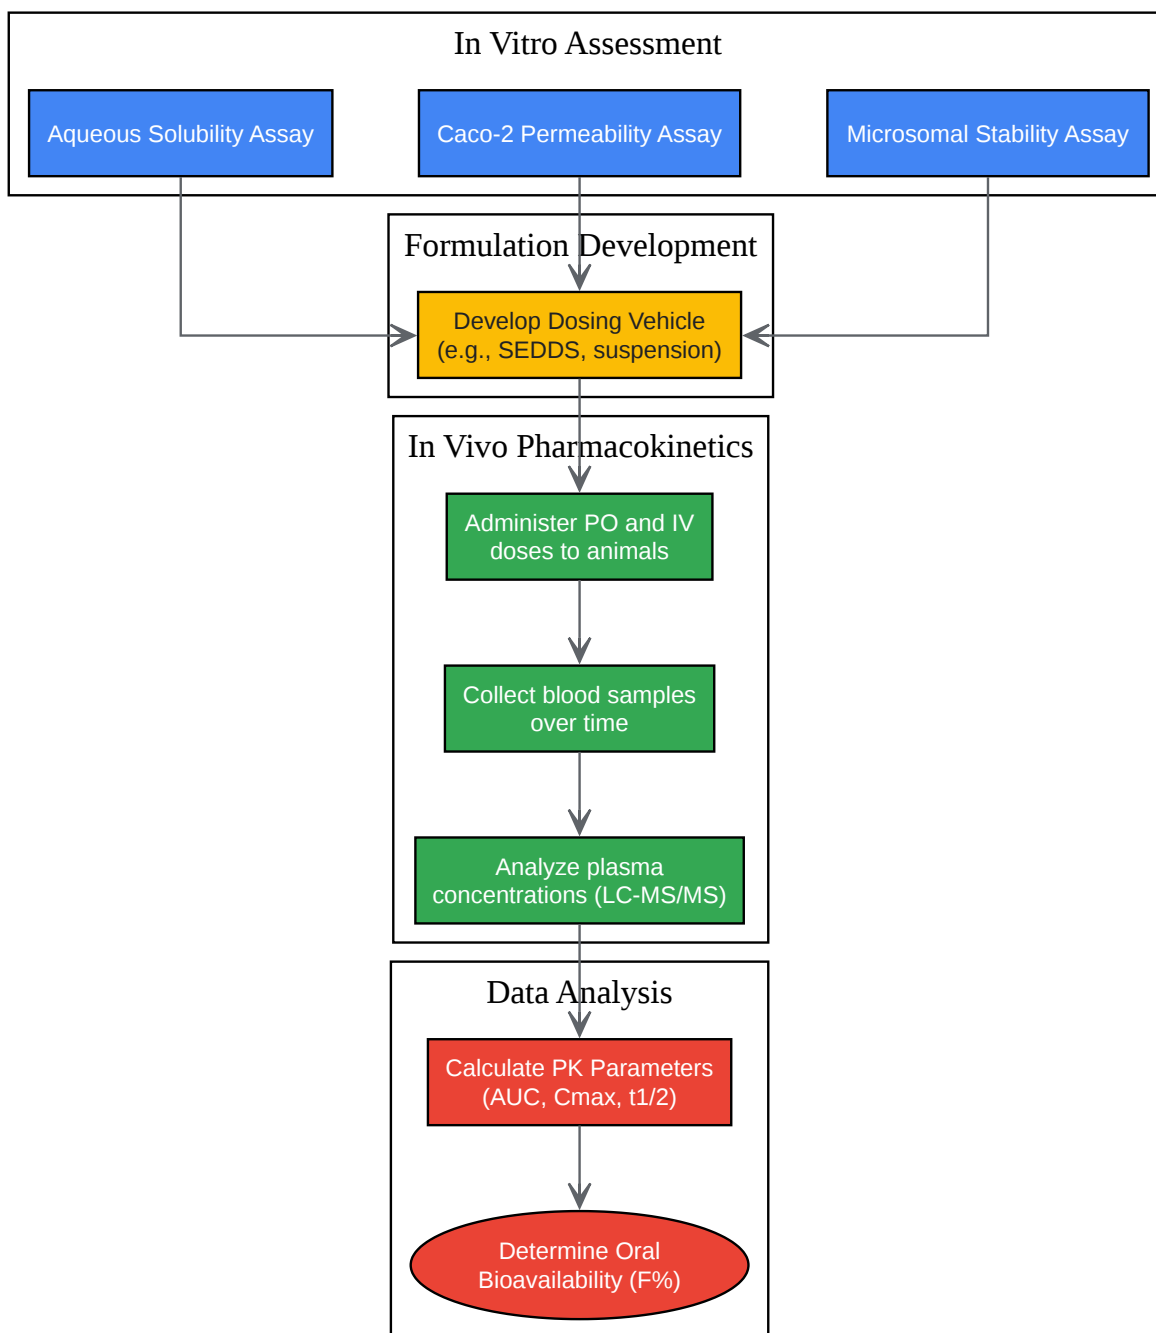 In Vitro Assessment
Aqueous Solubility Assay
Caco-2 Permeability Assay
Microsomal Stability Assay
Formulation Development
Develop Dosing Vehicle
(e.g., SEDDS, suspension)
In Vivo Pharmacokinetics
Administer PO and IV
doses to animals
Collect blood samples
over time
Analyze plasma
concentrations (LC-MS/MS)
Data Analysis
Calculate PK Parameters
(AUC, Cmax, t1/2)
Determine Oral
Bioavailability (F%)